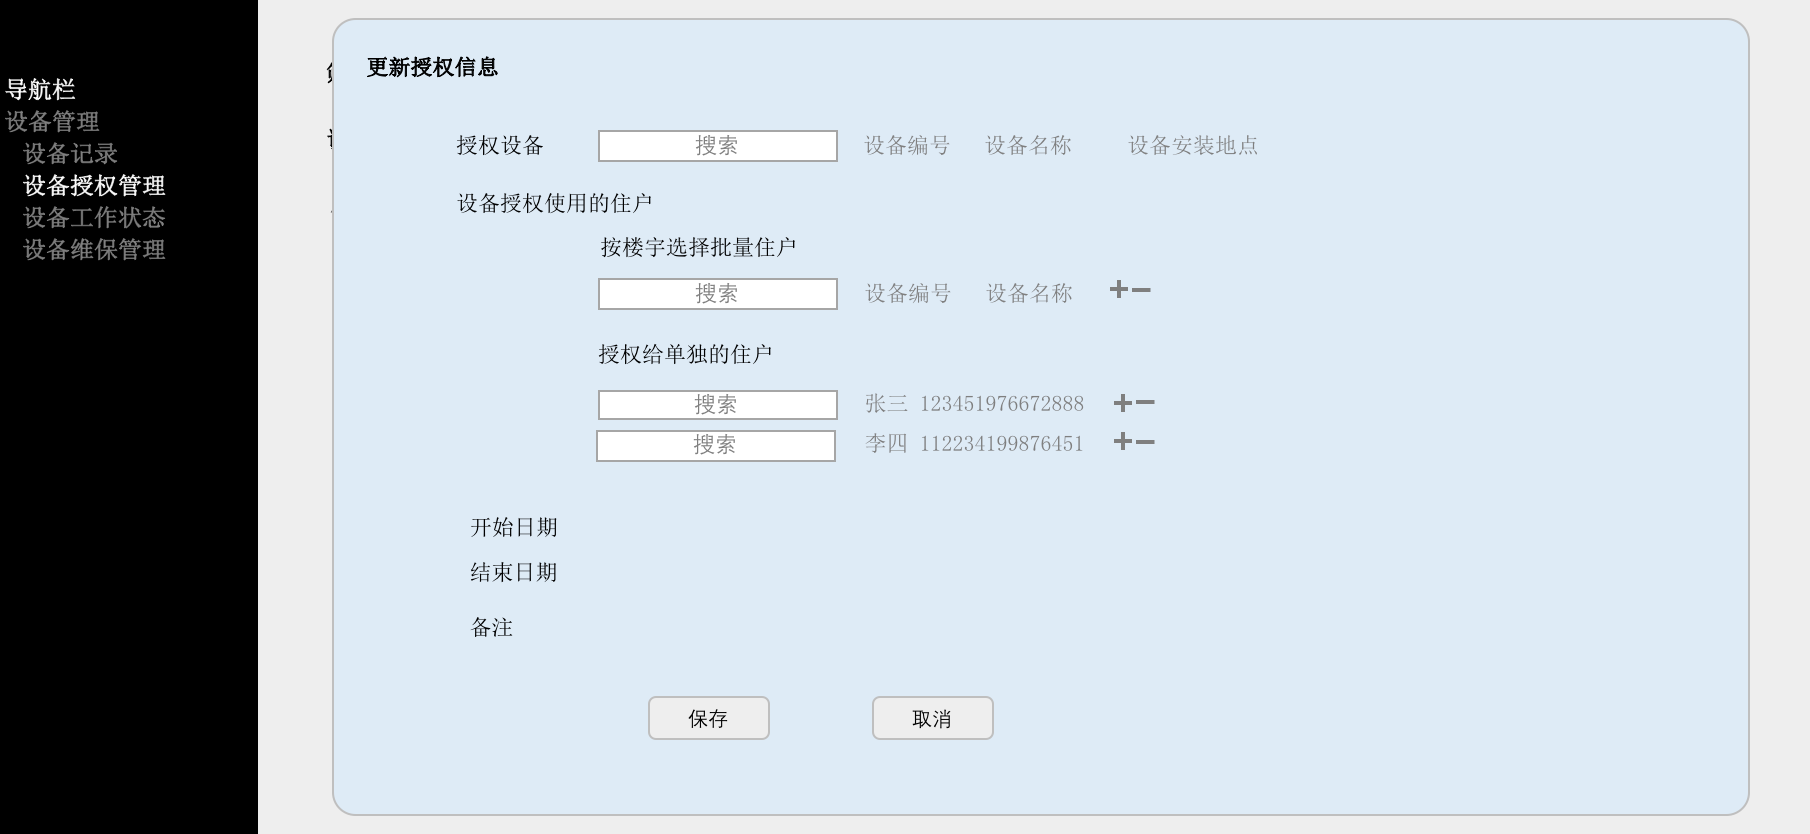 导航栏
设备管理
设备记录
设备授权管理
设备工作状态
设备维保管理
更新授权信息
授权设备 搜索 设备编号 设备名称 设备安装地点
设备授权使用的住户
按楼宇选择批量住户
搜索 设备编号 设备名称 +−
授权给单独的住户
搜索 张三 123451976672888 +−
搜索 李四 112234199876451 +−
开始日期
结束日期
备注
保存 取消